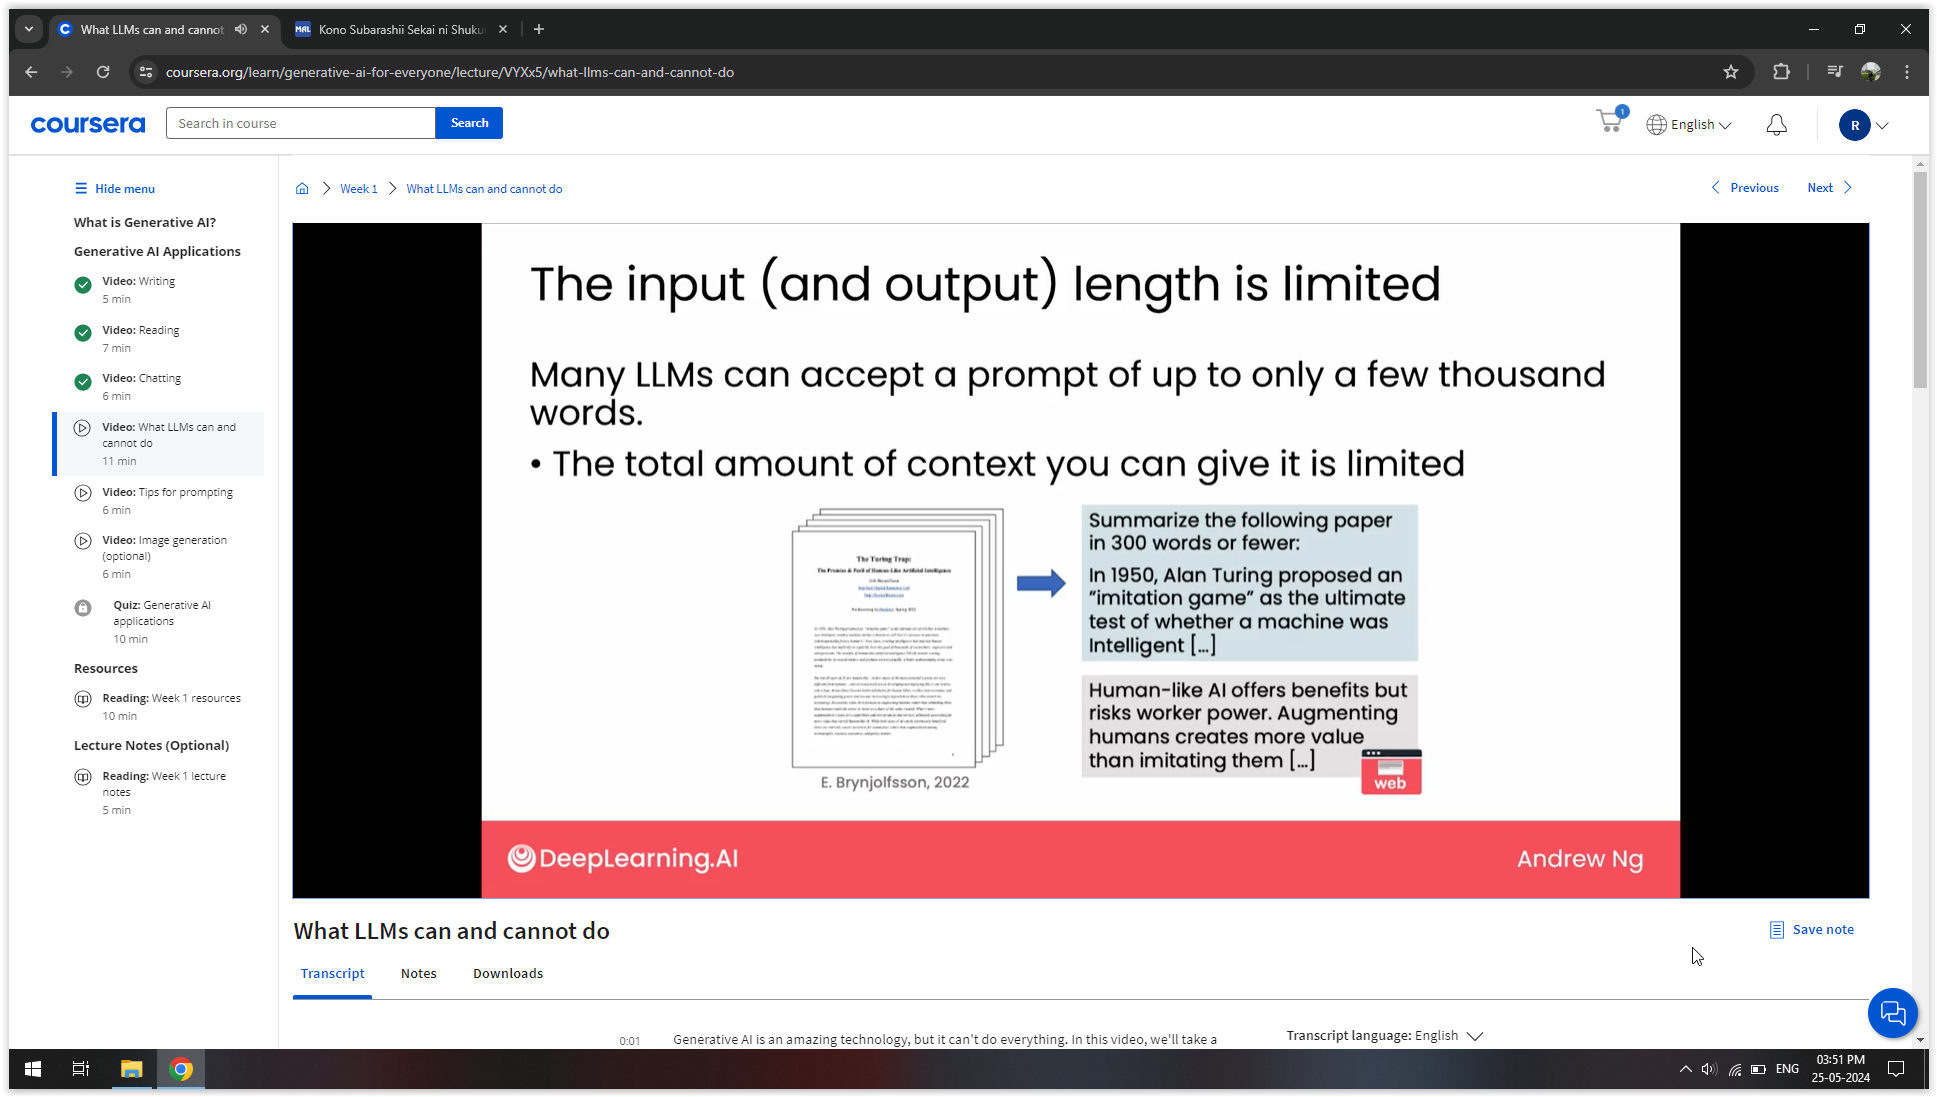 What LLMs can and cannot
MAL
Kono Subarashii Sekai ni Shuku
coursera.org/learn/generative-ai-for-everyone/lecture/VYXx5/what-llms-can-and-cannot-do
coursera
Search in course
Search
1
English
R
Hide menu
What is Generative AI?
Generative AI Applications
Video: Writing
5 min
Video: Reading
7 min
Video: Chatting
6 min
Video: What LLMs can and
cannot do
11 min
Video: Tips for prompting
6 min
Video: Image generation
(optional)
6 min
Quiz: Generative AI
applications
10 min
Resources
Reading: Week 1 resources
10 min
Lecture Notes (Optional)
Reading: Week 1 lecture
notes
5 min
Week 1
What LLMs can and cannot do
Previous
Next
The input (and output) length is limited
Many LLMs can accept a prompt of up to only a few thousand
words.
• The total amount of context you can give it is limited
The Turing Trap:
The Promise & Peril of Human-Like Artificial Intelligence
E. Brynjolfsson, 2022
Summarize the following paper
in 300 words or fewer:
In 1950, Alan Turing proposed an
”imitation game” as the ultimate
test of whether a machine was
Intelligent [...]
Human-like AI offers benefits but
risks worker power. Augmenting
humans creates more value
than imitating them [...]
web
DeepLearning.AI
Andrew Ng
What LLMs can and cannot do
Save note
Transcript
Notes
Downloads
0:01
Generative AI is an amazing technology, but it can't do everything. In this video, we'll take a
Transcript language: English
ENG
03:51 PM
25-05-2024